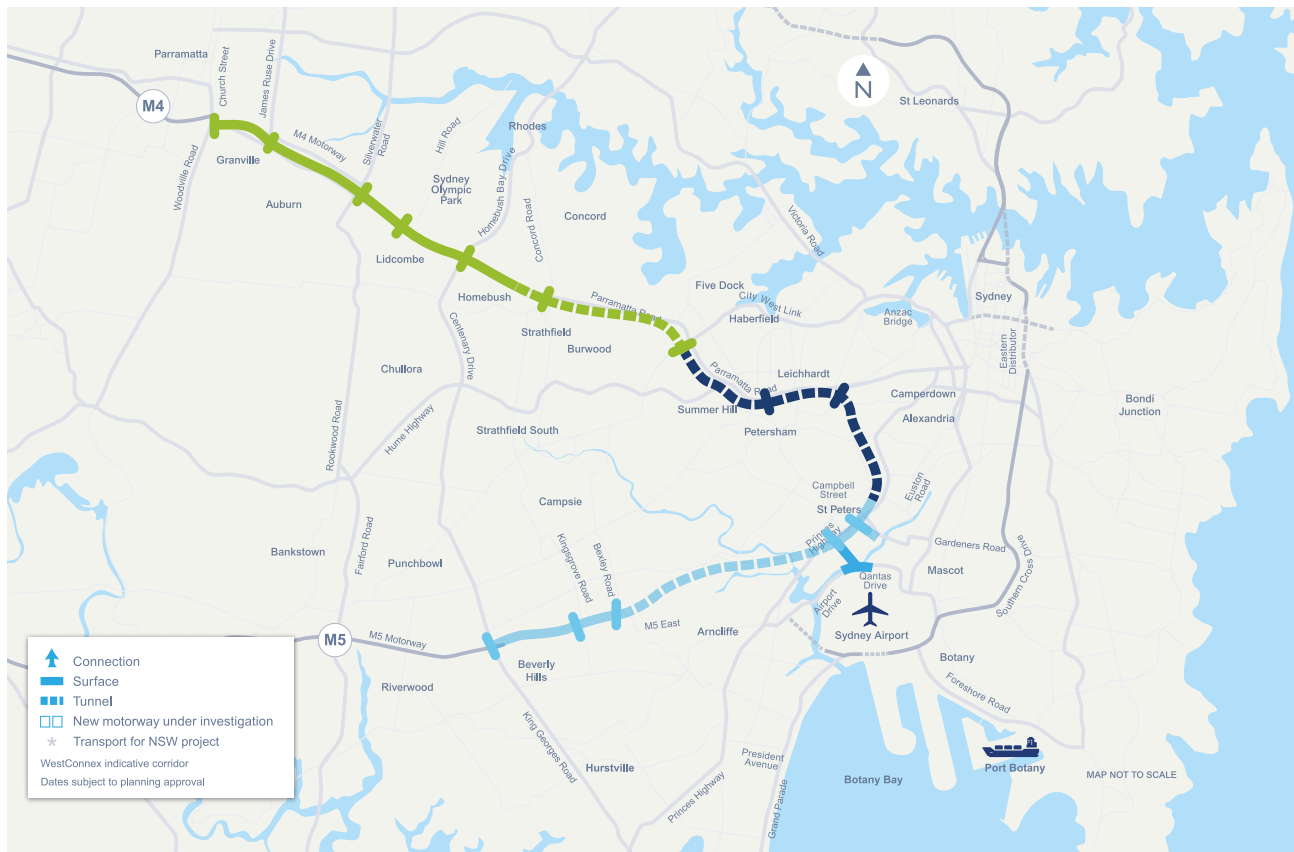 Parramatta
Church Street
James Ruse Drive
M4
St Leonards
N
M4 Motorway
Silverwater
Road
Hill Road
Rhodes
Granville
Woodville Road
Sydney
Olympic
Park
Homebush Bay Drive
Auburn
Concord Road
Concord
Victoria Road
Lidcombe
Homebush
Parramatta Road
Five Dock
City West Link
Haberfield
Anzac
Bridge
Sydney
Eastern
Distributor
Strathfield
Burwood
Centenary Drive
Chullora
Parramatta Road
Leichhardt
Camperdown
Bondi
Junction
Summer Hill
Petersham
Alexandria
Hume Highway
Strathfield South
Rookwood Road
Campbell
Street
Euston
Road
St Peters
Campsie
Princes
Highway
Gardeners Road
Southern Cross Drive
Bankstown
Fairford Road
Punchbowl
Kingsgrove Road
Bexley Road
Mascot
Qantas
Drive
Airport
Drive
M5
M5 Motorway
M5 East
Arncliffe
Sydney Airport
Beverly
Hills
Botany
Riverwood
Foreshore Road
King Georges Road
Hurstville
President
Avenue
Princes Highway
Grand Parade
Botany Bay
Port Botany
MAP NOT TO SCALE
Connection
Surface
Tunnel
New motorway under investigation
* Transport for NSW project
WestConnex indicative corridor
Dates subject to planning approval